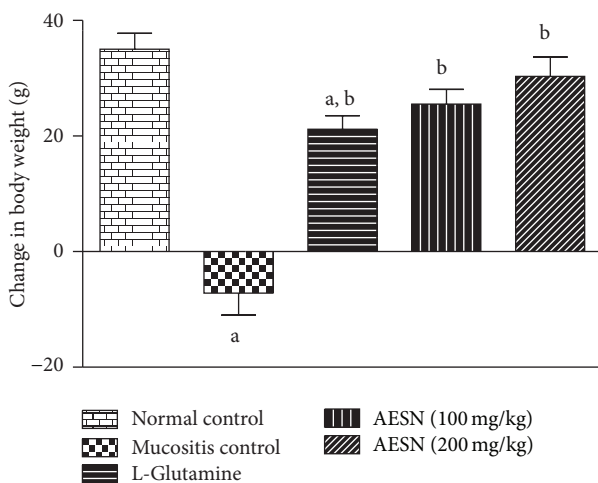 40
20
0
−20
Change in body weight (g)
a
a, b
b
b
Normal control
Mucositis control
L-Glutamine
AESN (100 mg/kg)
AESN (200 mg/kg)